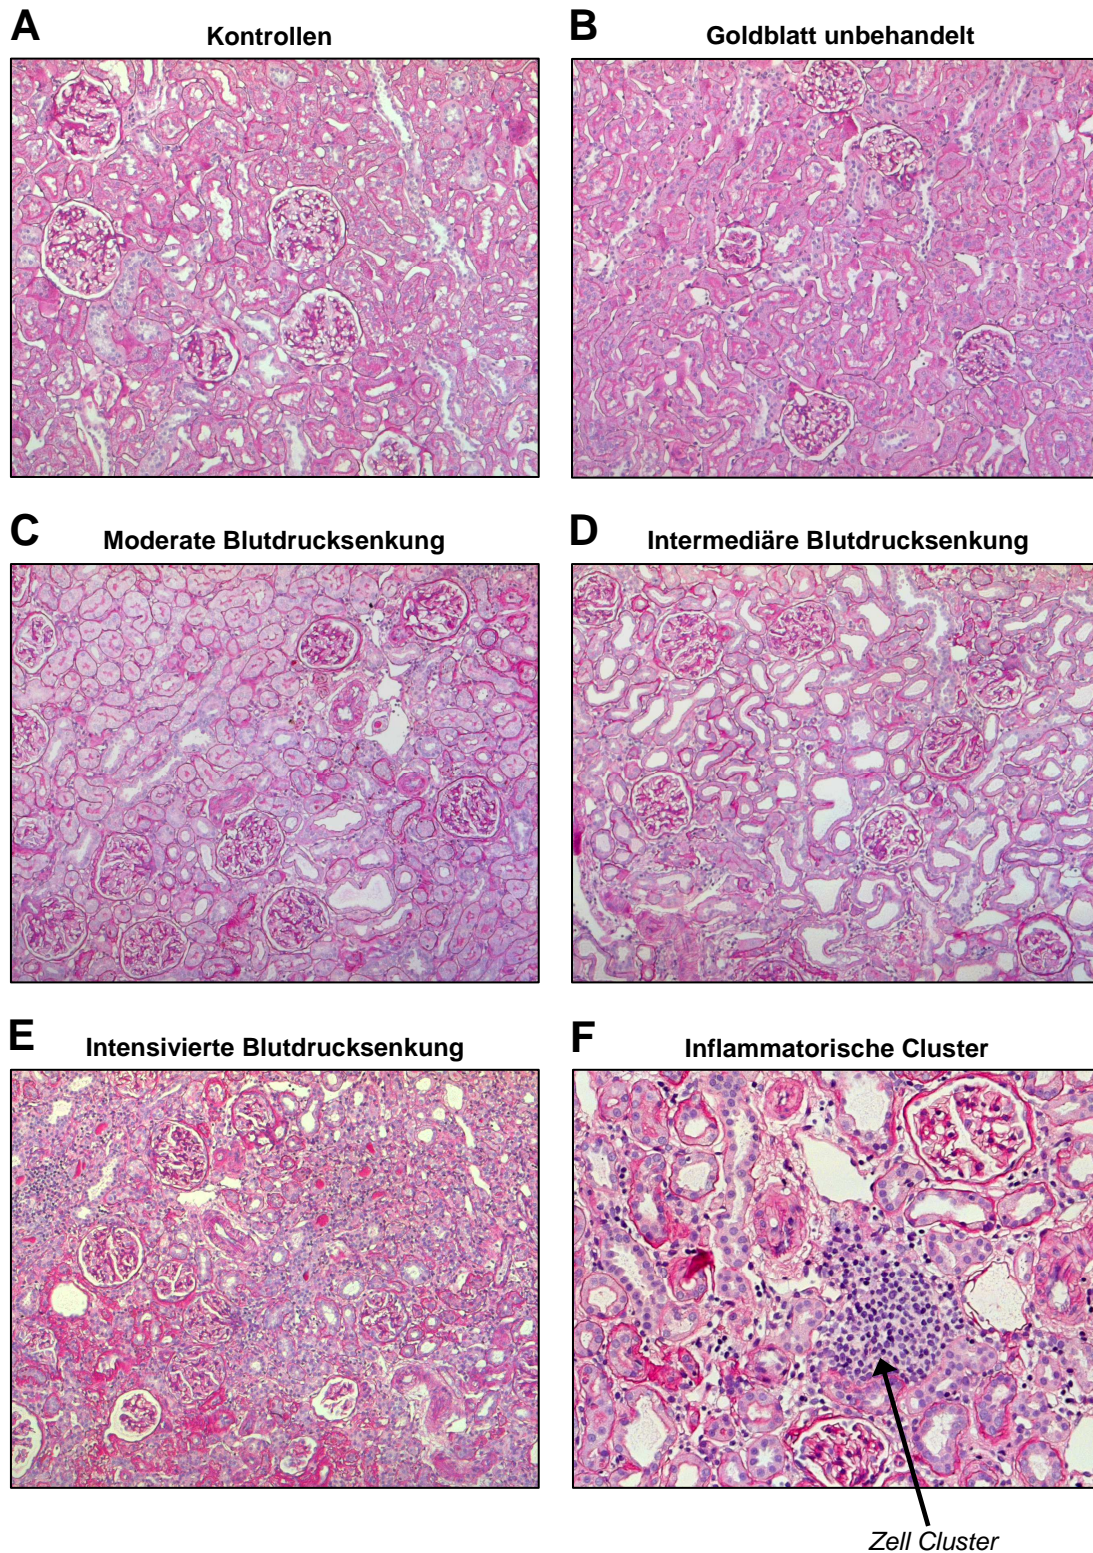 A
Kontrollen
B
Goldblatt unbehandelt
C
Moderate Blutdrucksenkung
D
Intermediäre Blutdrucksenkung
E
Intensivierte Blutdrucksenkung
F
Inflammatorische Cluster
Zell Cluster